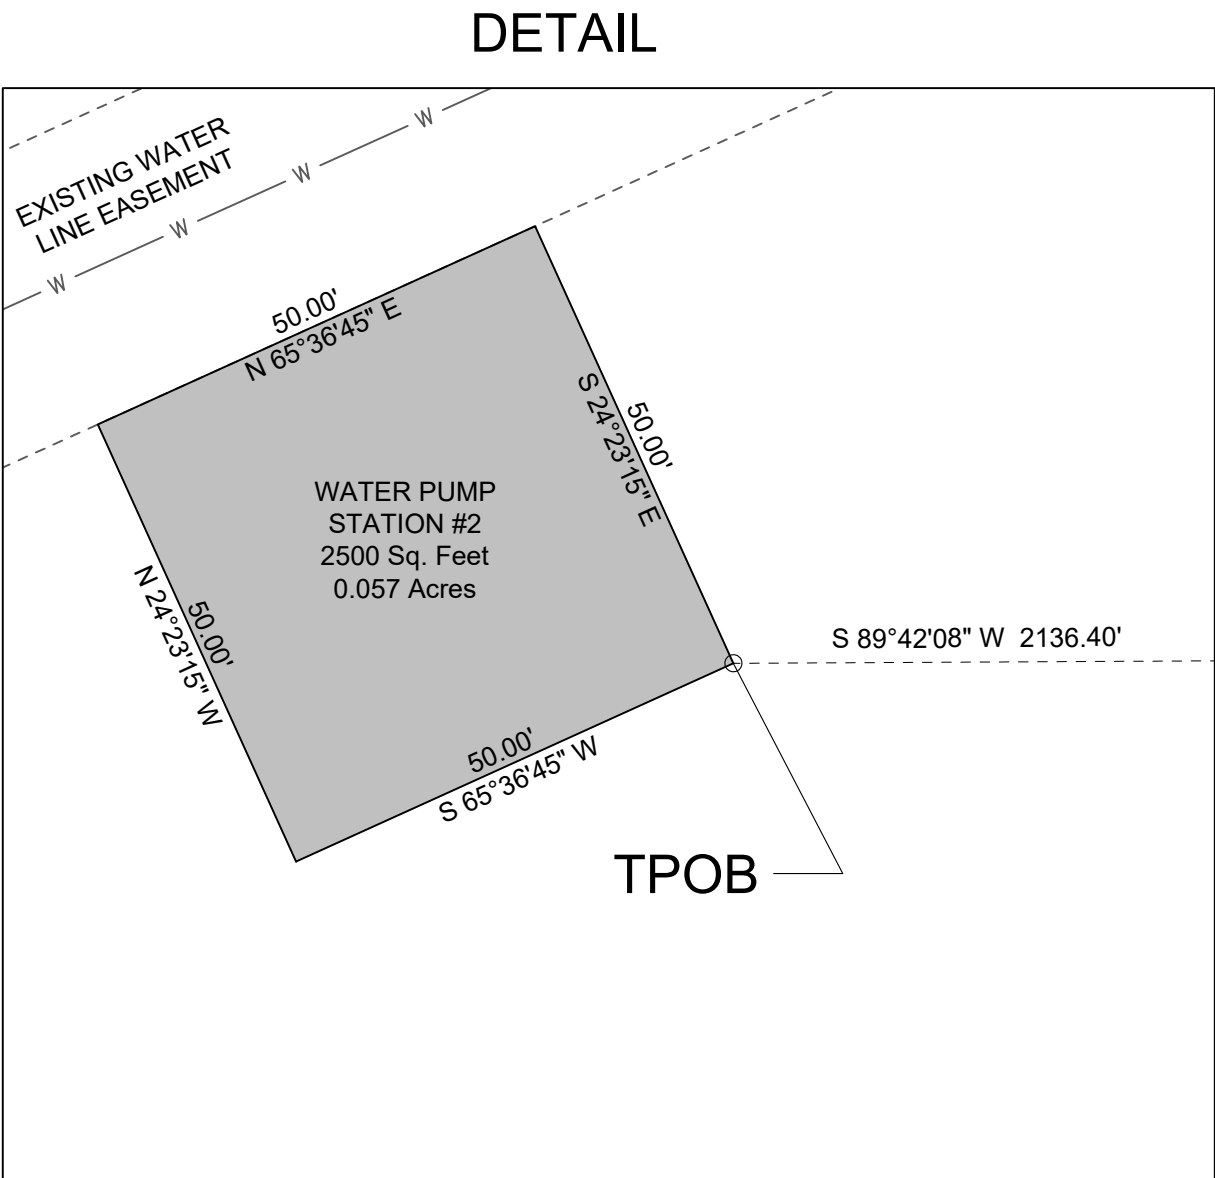 DETAIL
EXISTING WATER
LINE EASEMENT
W
W
W
W
50.00'
N 65°36'45" E
S 24°23'15" E
50.00'
WATER PUMP
STATION #2
2500 Sq. Feet
0.057 Acres
N 24°23'15" W
50.00'
S 89°42'08" W 2136.40'
50.00'
S 65°36'45" W
TPOB